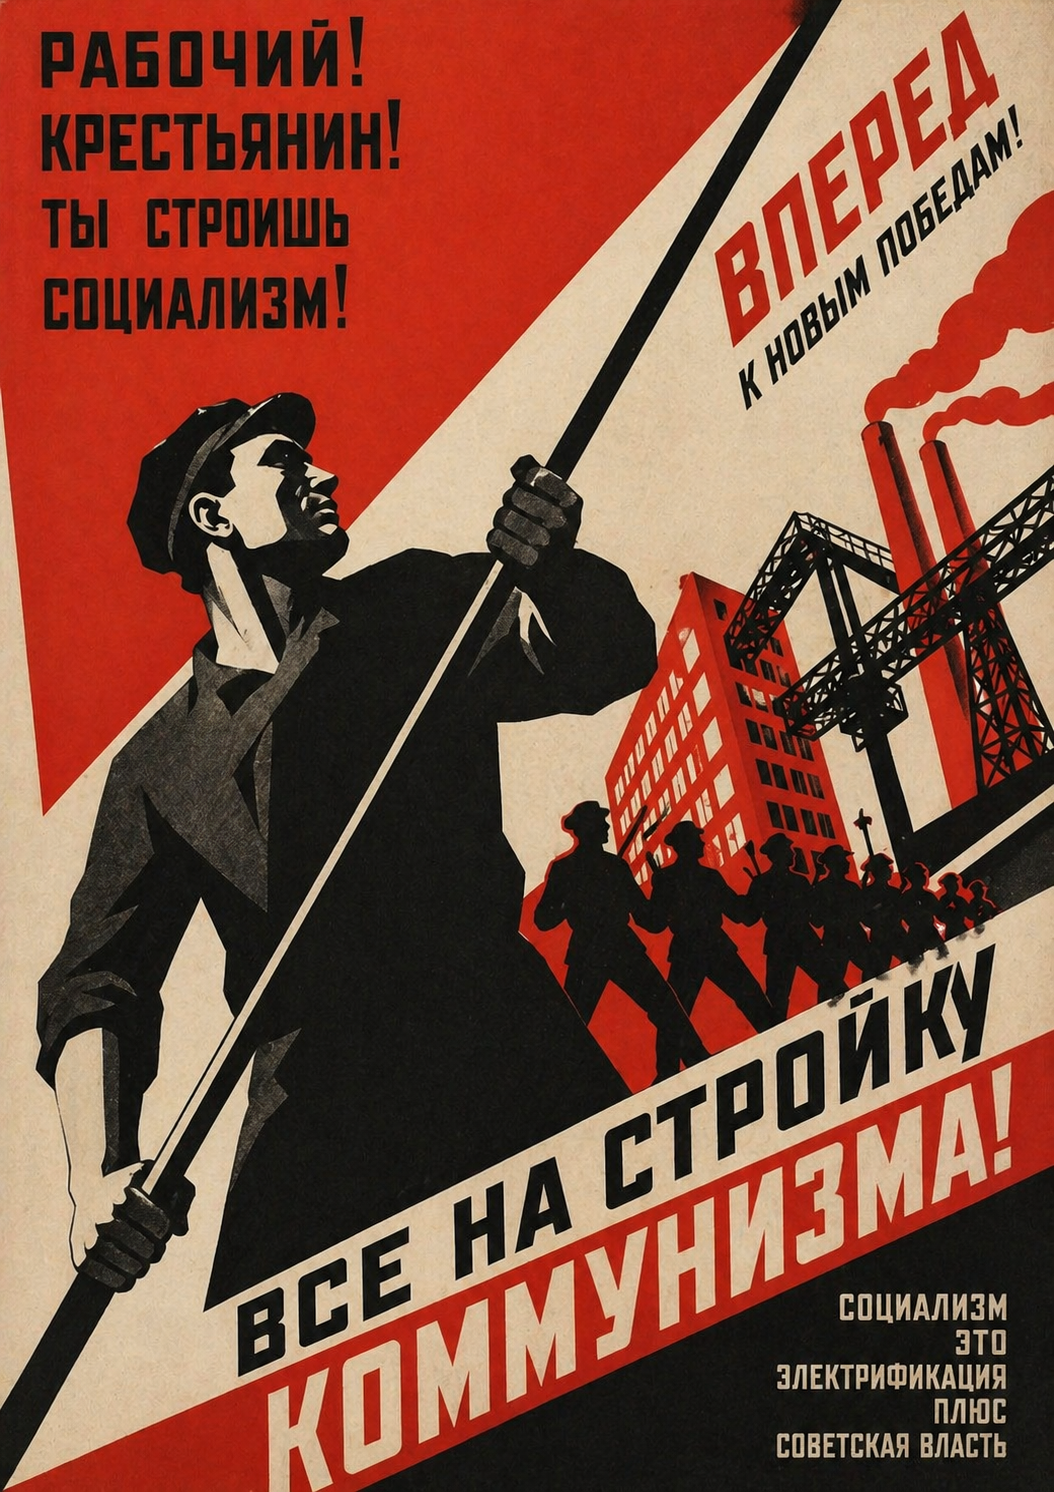 РАБОЧИЙ!
КРЕСТЬЯНИН!
ТЫ СТРОИШЬ
СОЦИАЛИЗМ!
ВПЕРЕД
К НОВЫМ ПОБЕДАМ!
ВСЕ НА СТРОЙКУ
КОММУНИЗМА!
СОЦИАЛИЗМ
ЭТО
ЭЛЕКТРИФИКАЦИЯ
ПЛЮС
СОВЕТСКАЯ ВЛАСТЬ